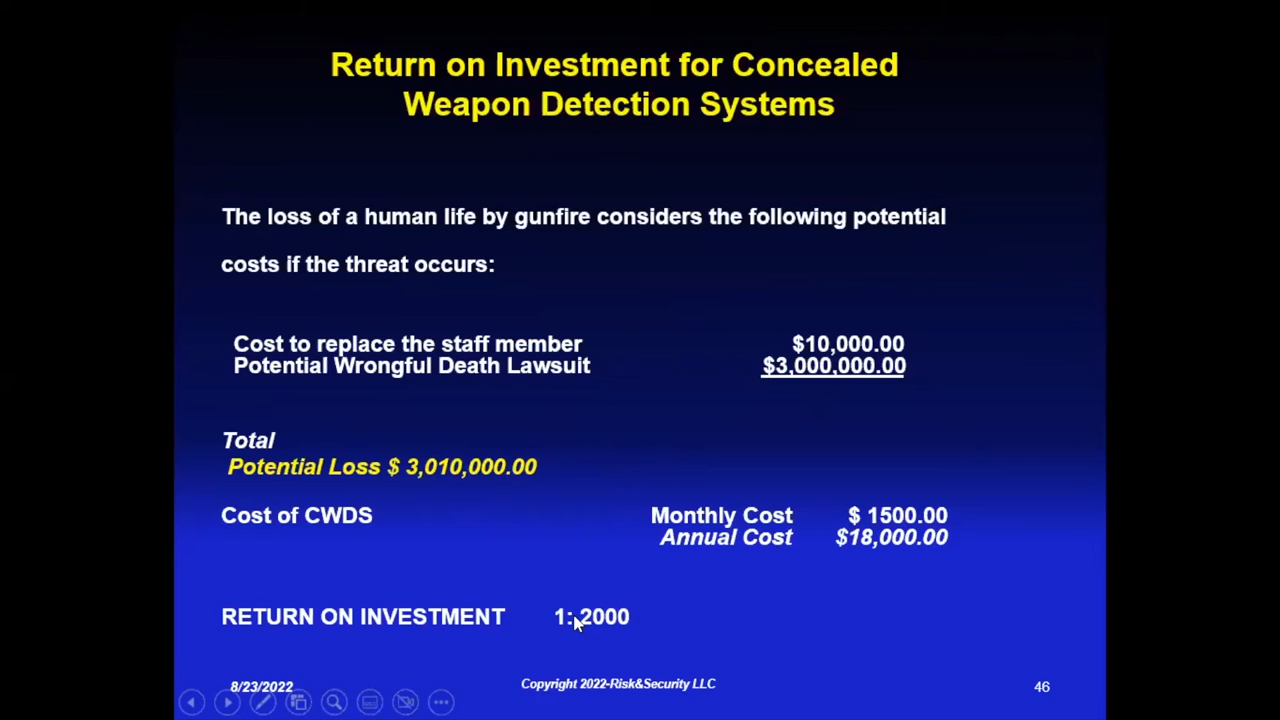 Return on Investment for Concealed
Weapon Detection Systems
The loss of a human life by gunfire considers the following potential
costs if the threat occurs:
Cost to replace the staff member $10,000.00
Potential Wrongful Death Lawsuit $3,000,000.00
Total
Potential Loss $ 3,010,000.00
Cost of CWDS Monthly Cost $ 1500.00
Annual Cost $18,000.00
RETURN ON INVESTMENT 1: 2000
8/23/2022 Copyright 2022-Risk&Security LLC 46